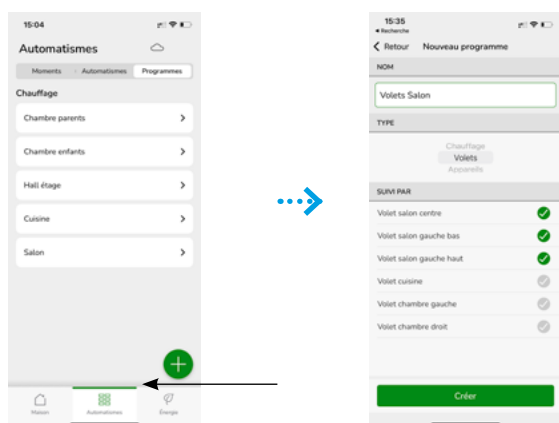 15:04
Automatismes
Moments Automatismes Programmes
Chauffage
Chambre parents
Chambre enfants
Hall étage
Cuisine
Salon
Maison Automatismes Énergie
15:35
Recherche
Retour Nouveau programme
NOM
Volets Salon
TYPE
Chauffage
Volets
Appareils
SUIVI PAR
Volet salon centre
Volet salon gauche bas
Volet salon gauche haut
Volet cuisine
Volet chambre gauche
Volet chambre droit
Créer